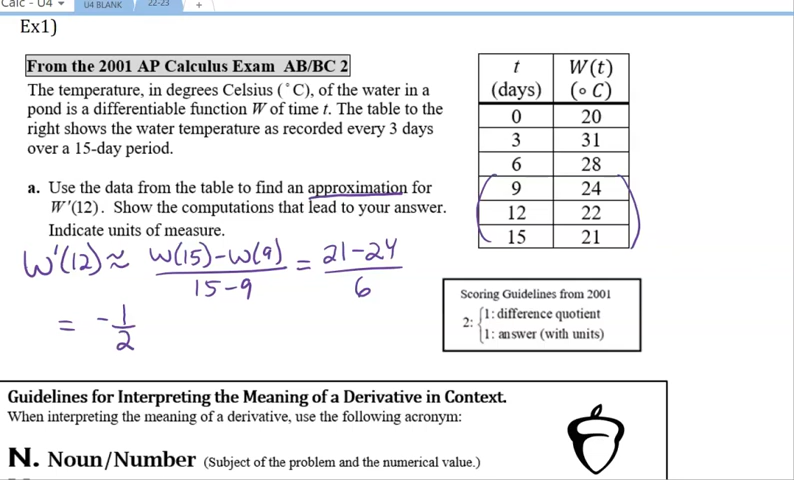 Calc - U4
U4 BLANK
22-23
+
Ex1)
From the 2001 AP Calculus Exam AB/BC 2
The temperature, in degrees Celsius (°C), of the water in a
pond is a differentiable function W of time t. The table to the
right shows the water temperature as recorded every 3 days
over a 15-day period.
a. Use the data from the table to find an approximation for
W'(12). Show the computations that lead to your answer.
Indicate units of measure.
W'(12) ≈ W(15)-W(9) / 15-9 = 21-24 / 6
= -1/2
t W(t)
(days) (∘ C)
0 20
3 31
6 28
9 24
12 22
15 21
Scoring Guidelines from 2001
2: { 1: difference quotient
1: answer (with units)
Guidelines for Interpreting the Meaning of a Derivative in Context.
When interpreting the meaning of a derivative, use the following acronym:
N. Noun/Number (Subject of the problem and the numerical value.)